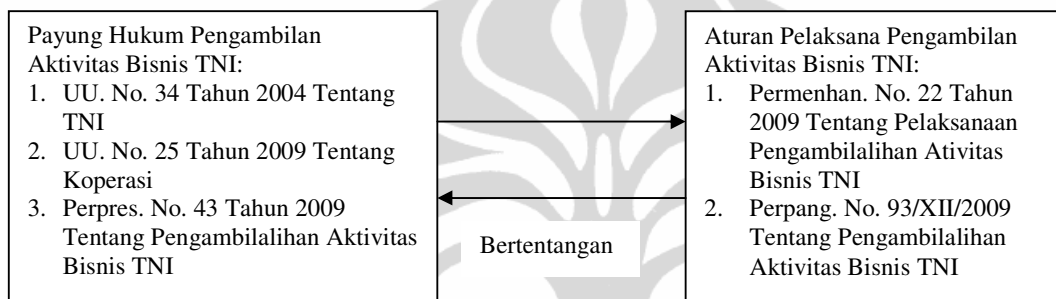 Payung Hukum Pengambilan
Aktivitas Bisnis TNI:
1. UU. No. 34 Tahun 2004 Tentang
TNI
2. UU. No. 25 Tahun 2009 Tentang
Koperasi
3. Perpres. No. 43 Tahun 2009
Tentang Pengambilalihan Aktivitas
Bisnis TNI
Bertentangan
Aturan Pelaksana Pengambilan
Aktivitas Bisnis TNI:
1. Permenhan. No. 22 Tahun
2009 Tentang Pelaksanaan
Pengambilalihan Ativitas
Bisnis TNI
2. Perpang. No. 93/XII/2009
Tentang Pengambilalihan
Aktivitas Bisnis TNI